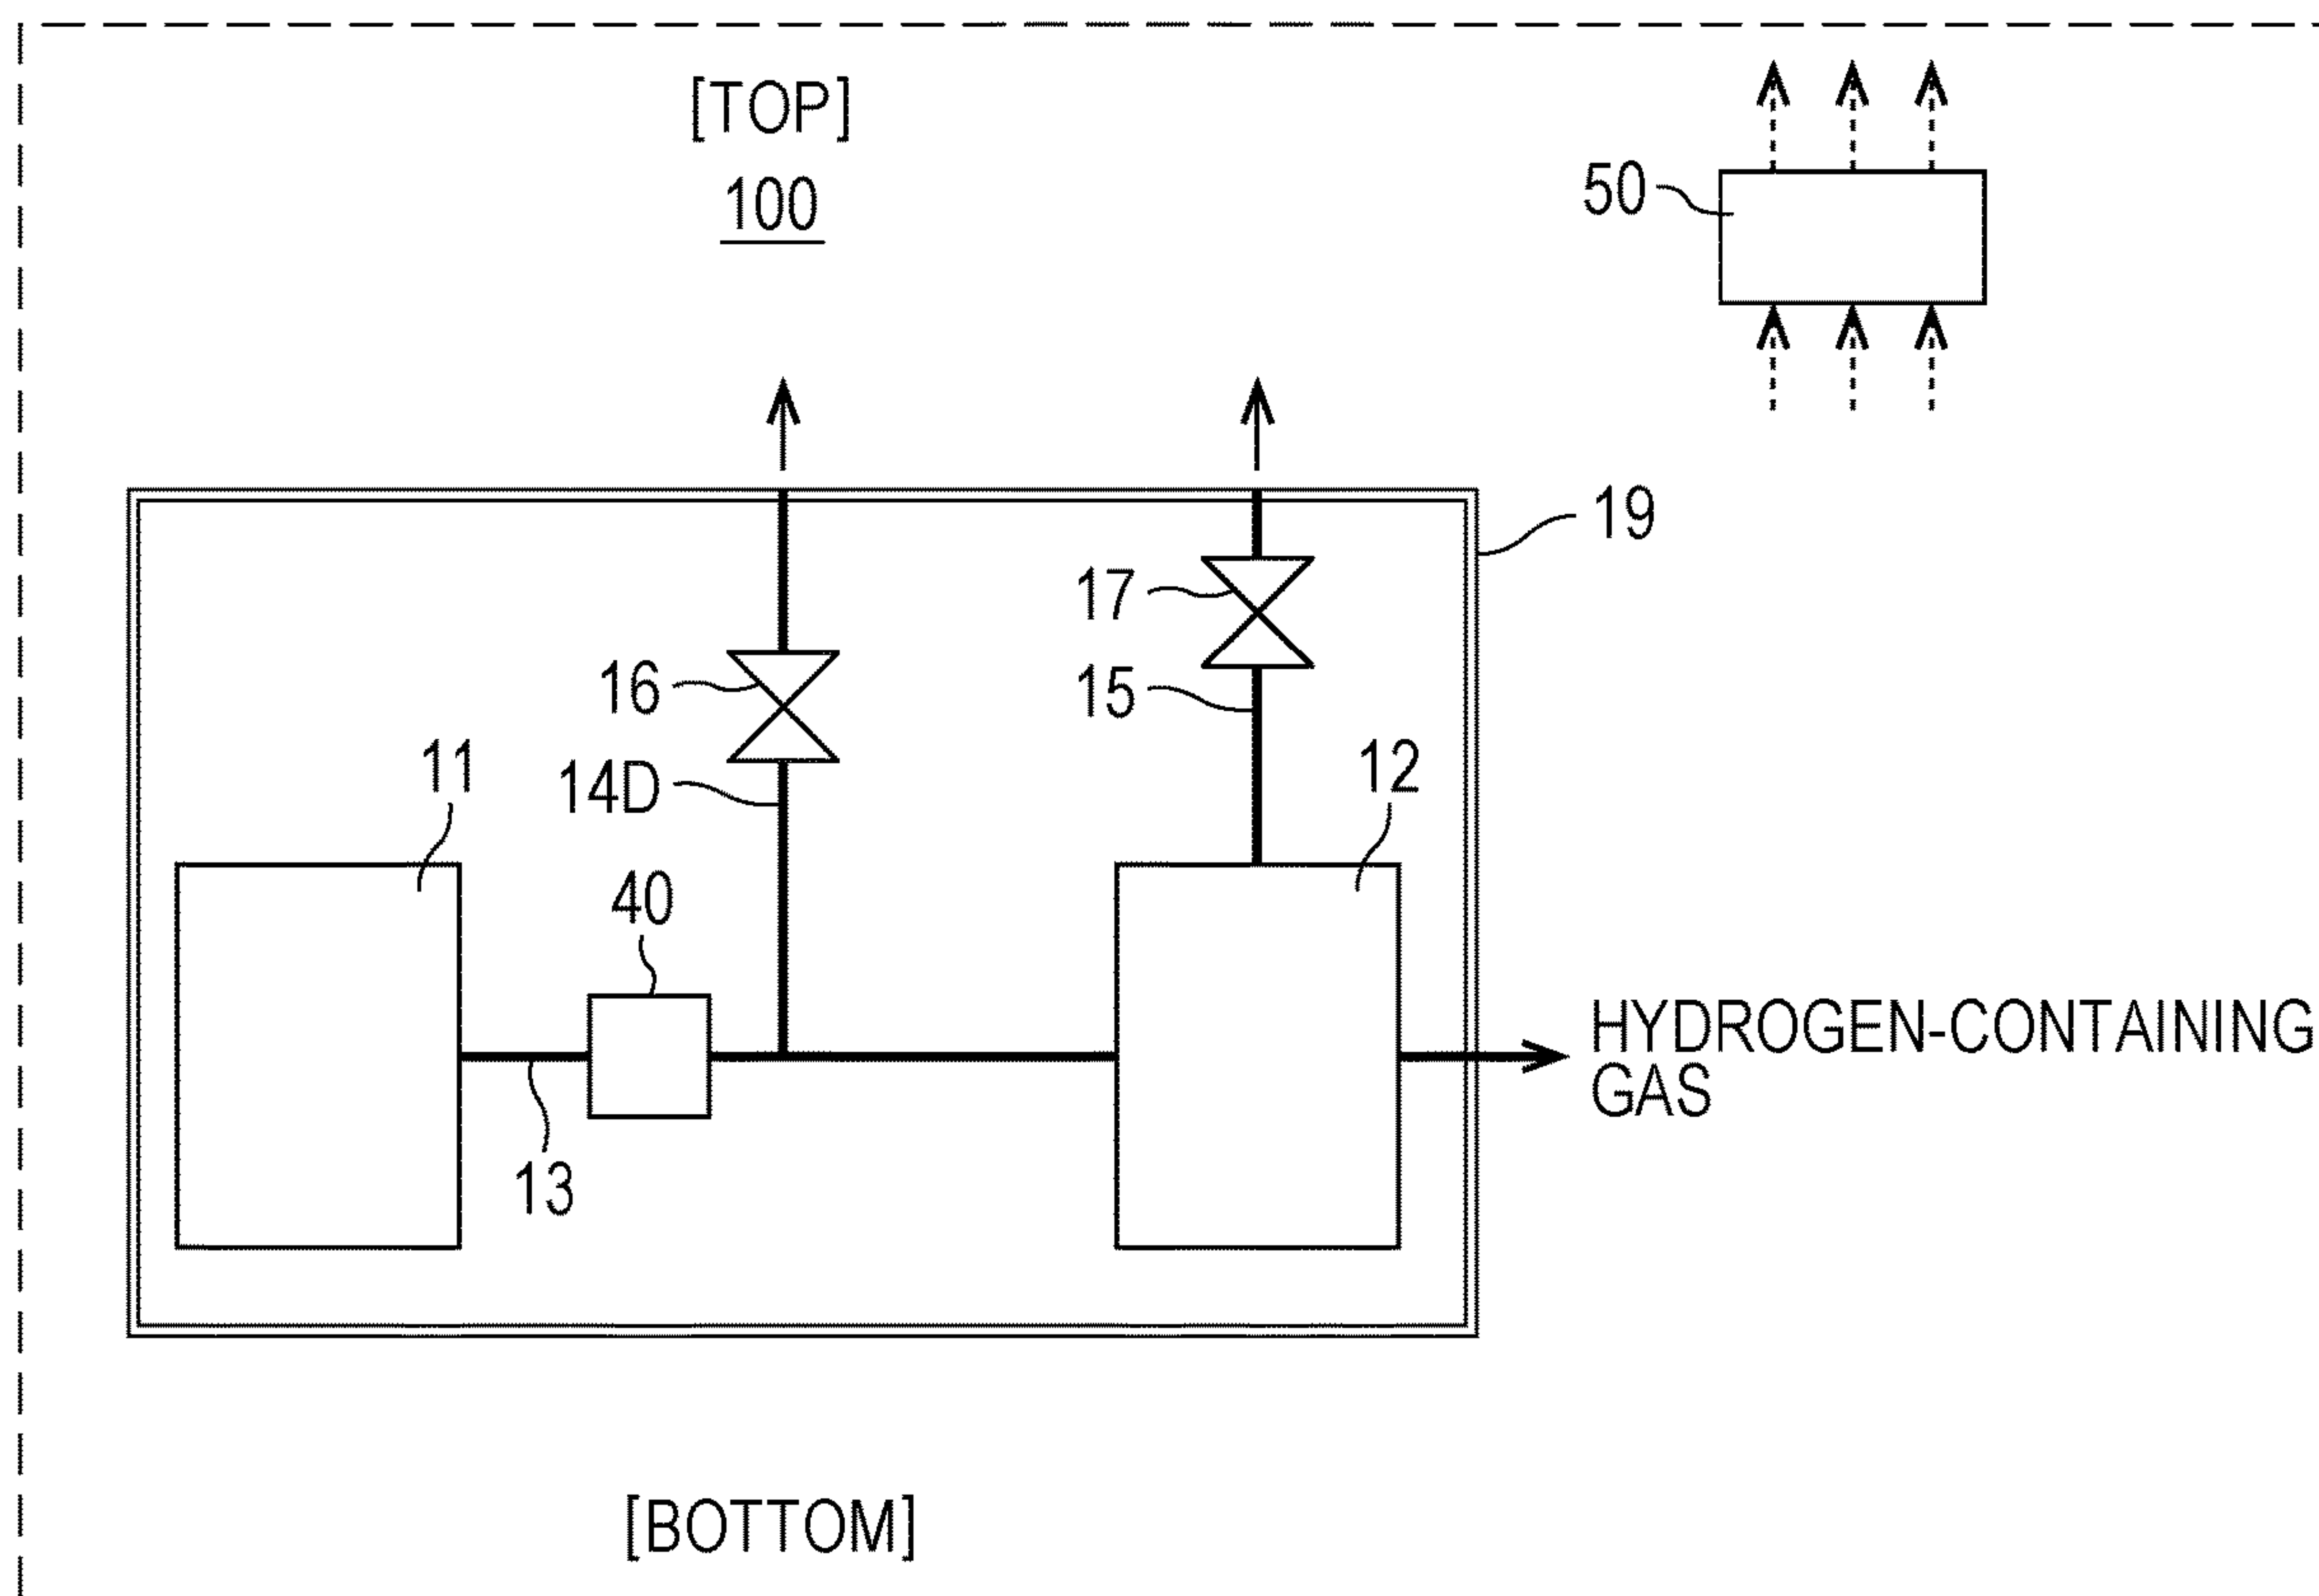 [TOP]
100
50
19
17
16
15
14D
12
11
40
HYDROGEN-CONTAINING
GAS
13
[BOTTOM]